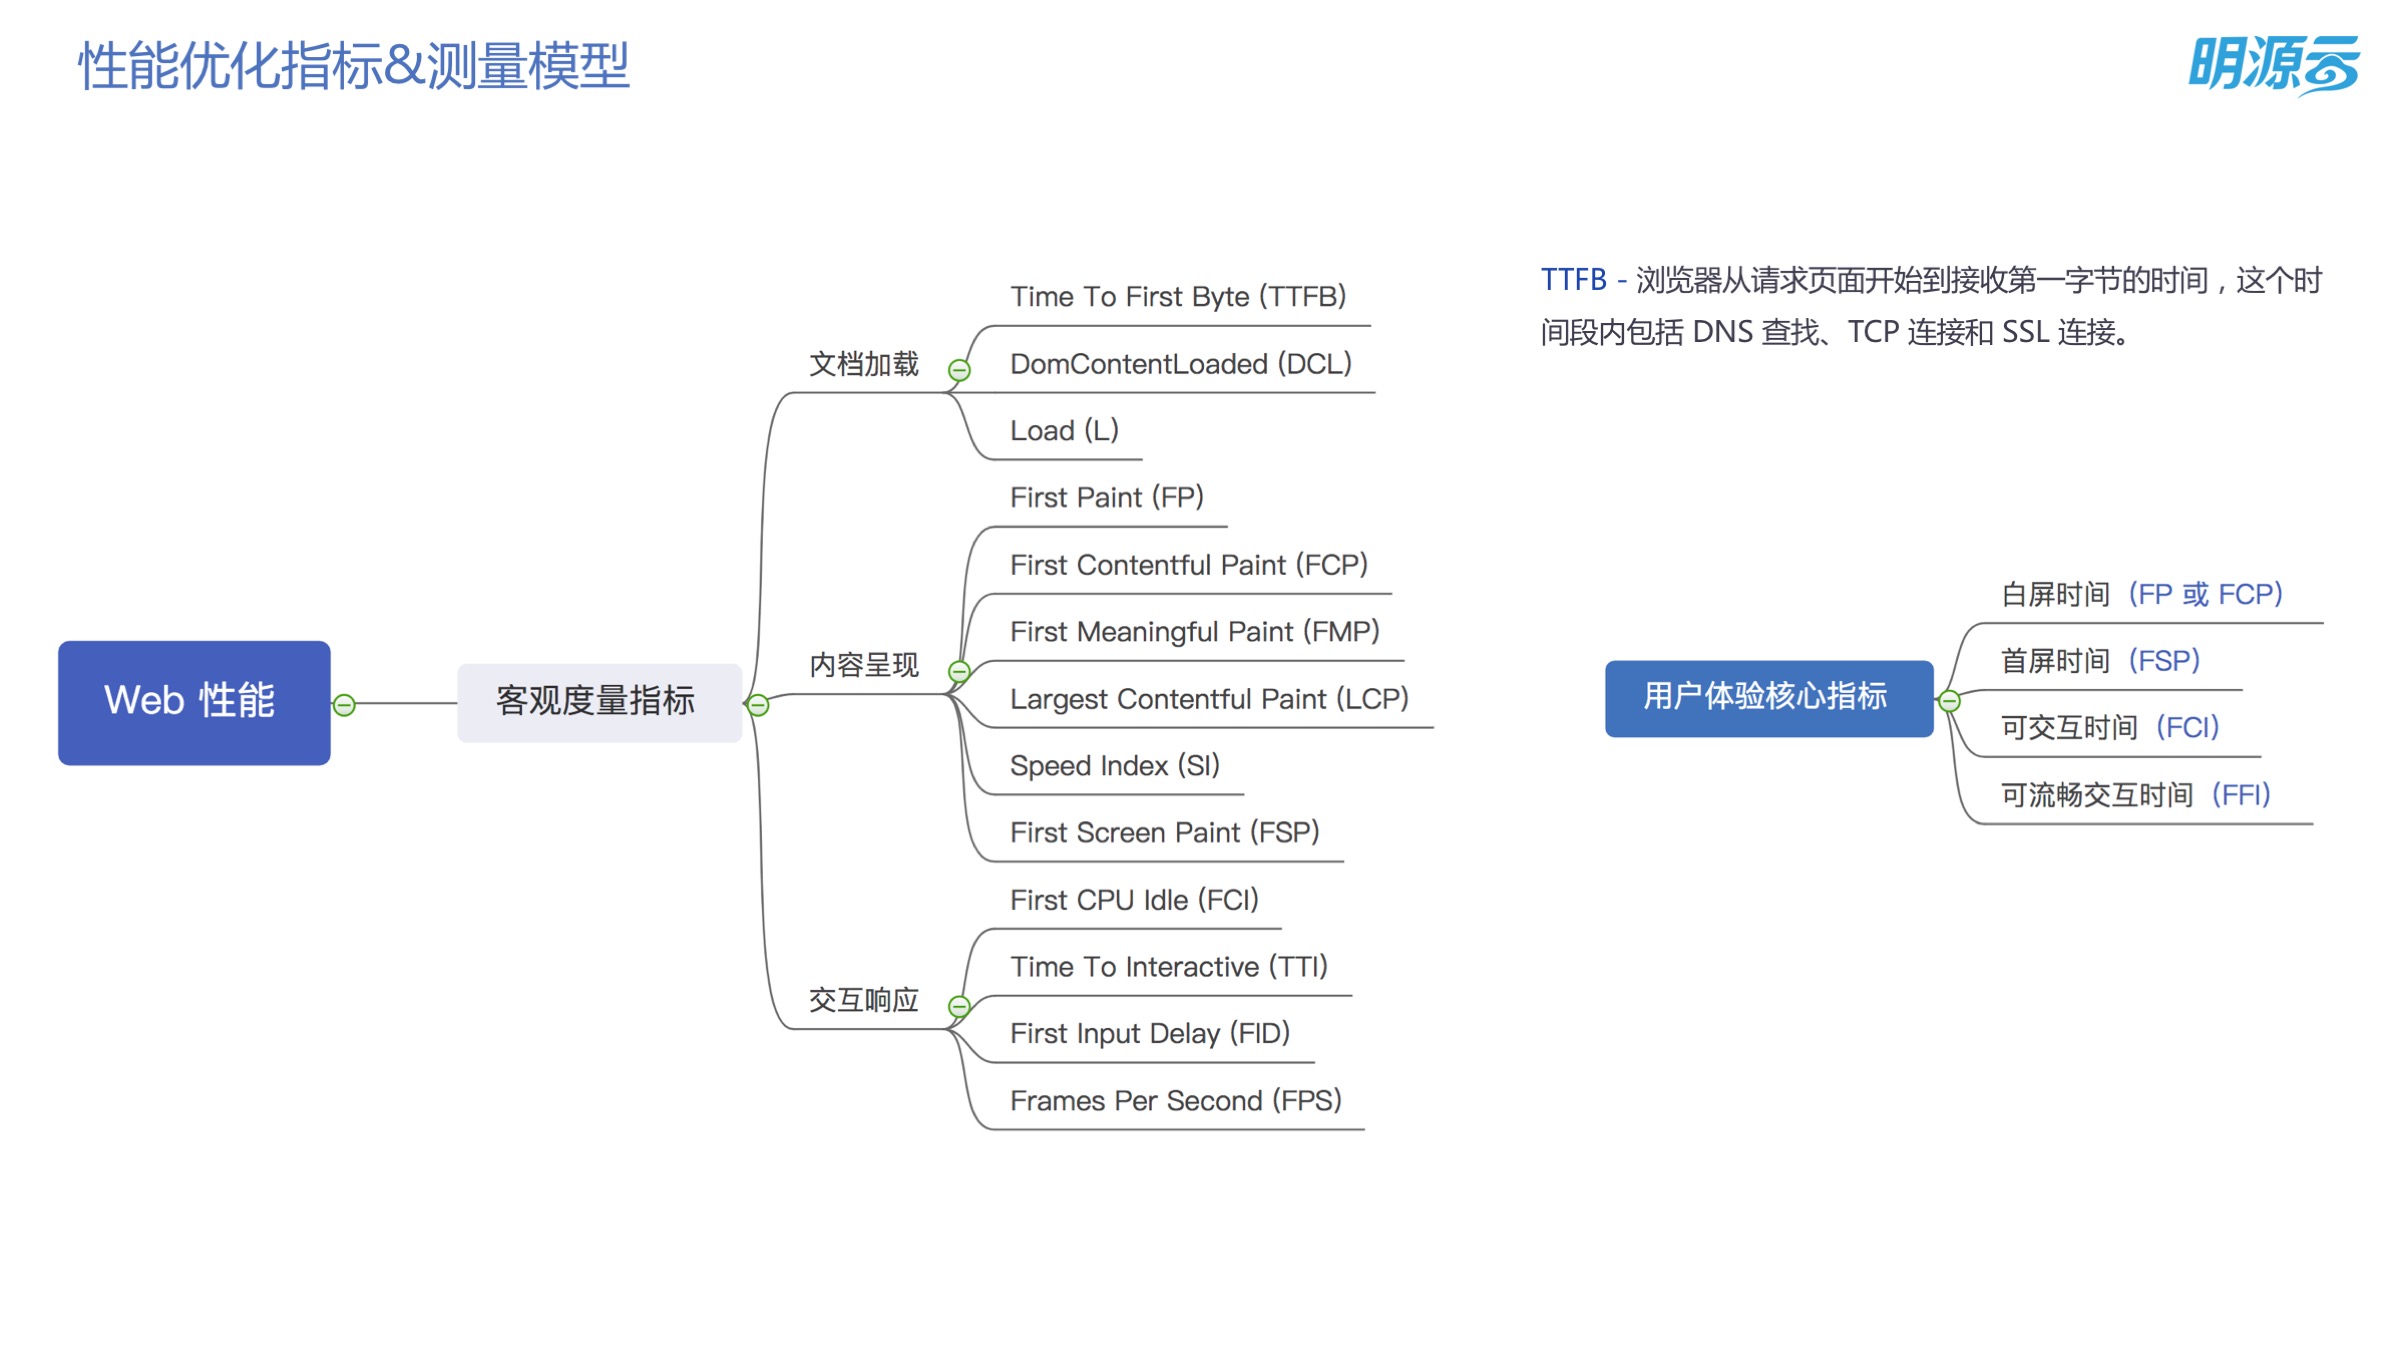 性能优化指标&测量模型
明源云
TTFB - 浏览器从请求页面开始到接收第一字节的时间，这个时
间段内包括 DNS 查找、TCP 连接和 SSL 连接。
Web 性能
客观度量指标
文档加载
Time To First Byte (TTFB)
DomContentLoaded (DCL)
Load (L)
内容呈现
First Paint (FP)
First Contentful Paint (FCP)
First Meaningful Paint (FMP)
Largest Contentful Paint (LCP)
Speed Index (SI)
First Screen Paint (FSP)
交互响应
First CPU Idle (FCI)
Time To Interactive (TTI)
First Input Delay (FID)
Frames Per Second (FPS)
用户体验核心指标
白屏时间（FP 或 FCP）
首屏时间（FSP）
可交互时间（FCI）
可流畅交互时间（FFI）